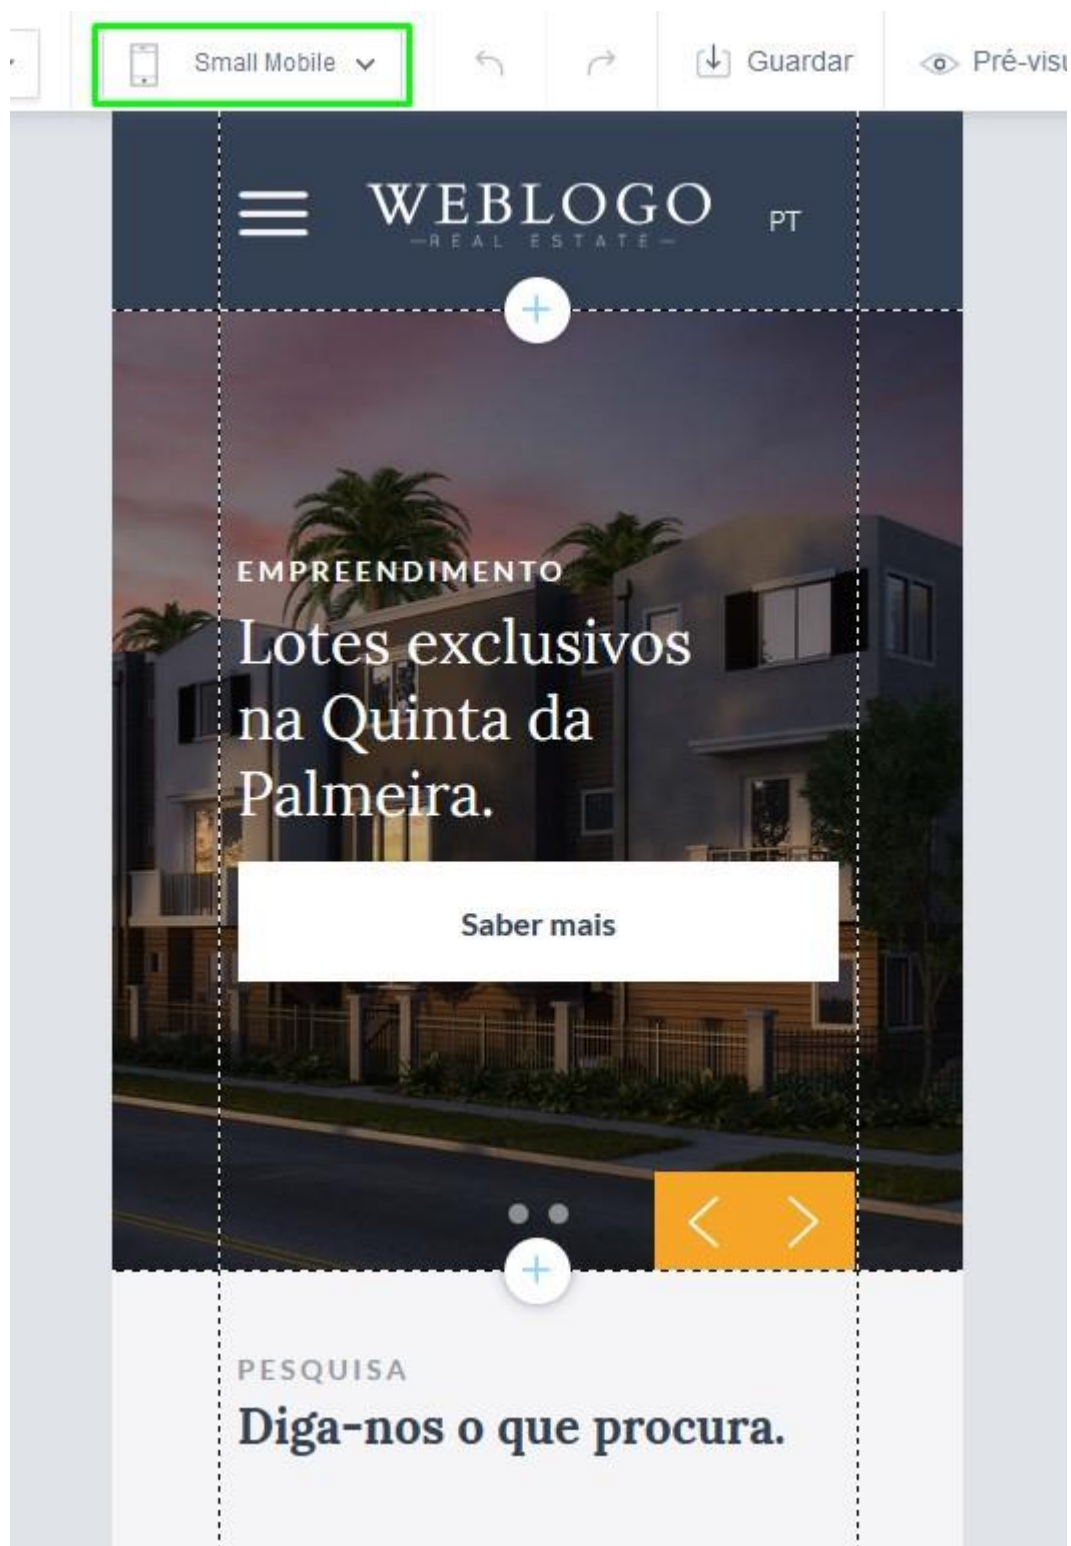 Small Mobile
Guardar
Pré-visu
WEBLOGO
PT
REAL ESTATE
EMPREENDIMENTO
Lotes exclusivos
na Quinta da
Palmeira.
Saber mais
PESQUISA
Diga-nos o que procura.